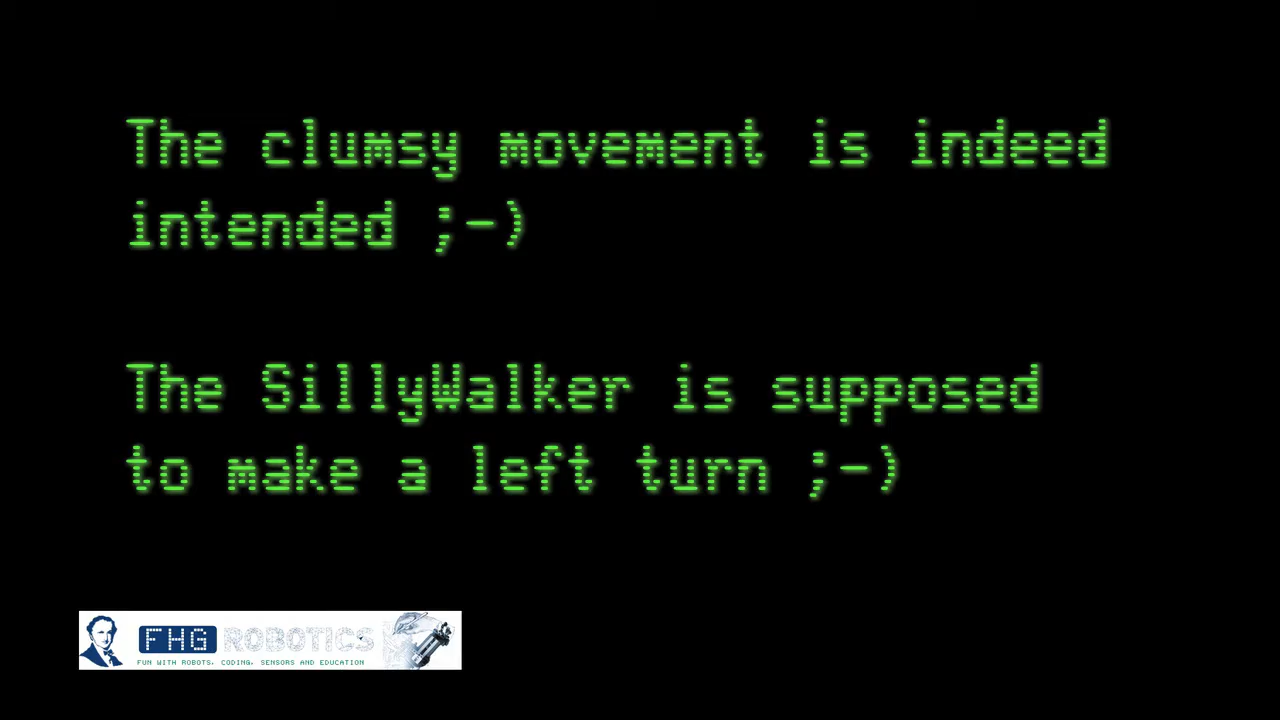 The clumsy movement is indeed
intended ;-)
The SillyWalker is supposed
to make a left turn ;-)
FHG ROBOTICS
FUN WITH ROBOTS, CODING, SENSORS AND EDUCATION